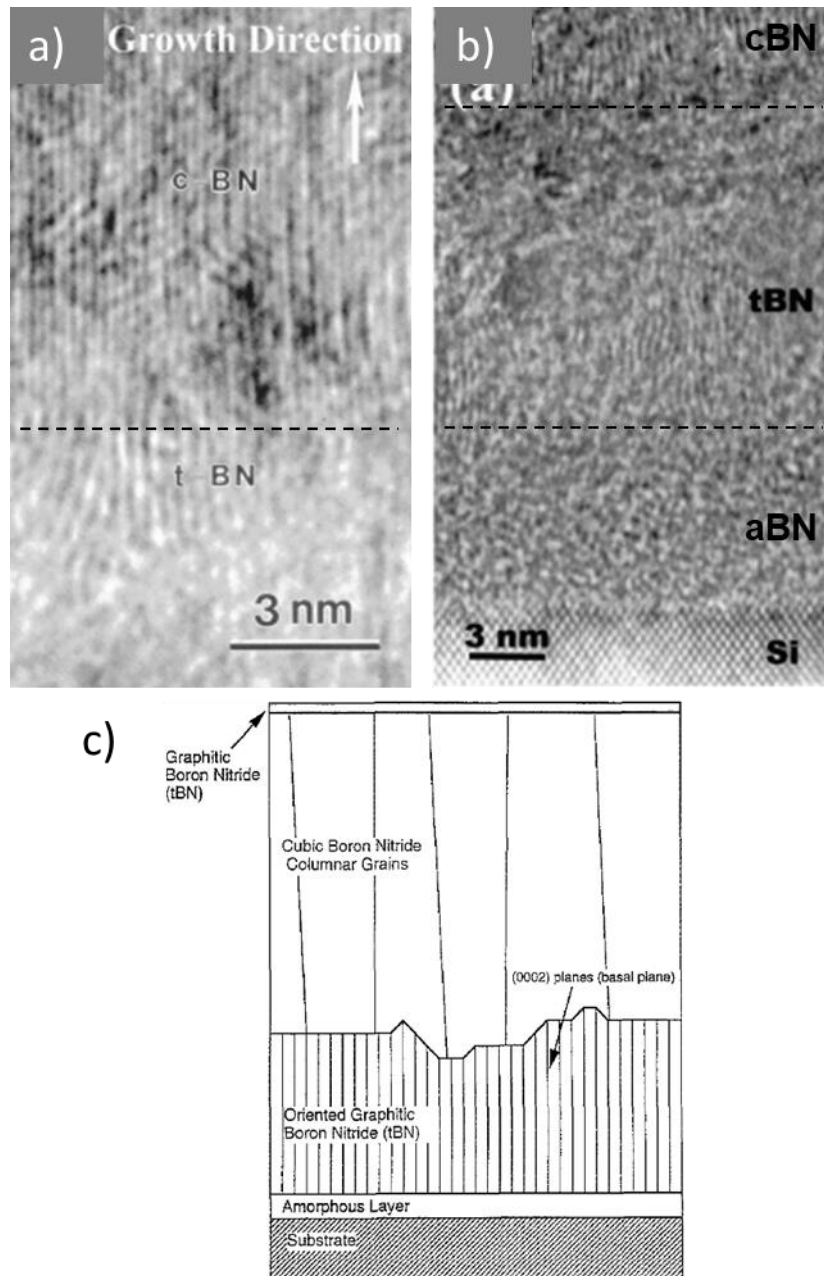 a)
Growth Direction
c BN
t BN
3 nm
b)
(a)
cBN
tBN
aBN
3 nm
Si
c)
Graphitic
Boron Nitride
(tBN)
Cubic Boron Nitride
Columnar Grains
(0002) planes (basal plane)
Oriented Graphitic
Boron Nitride (tBN)
Amorphous Layer
Substrate